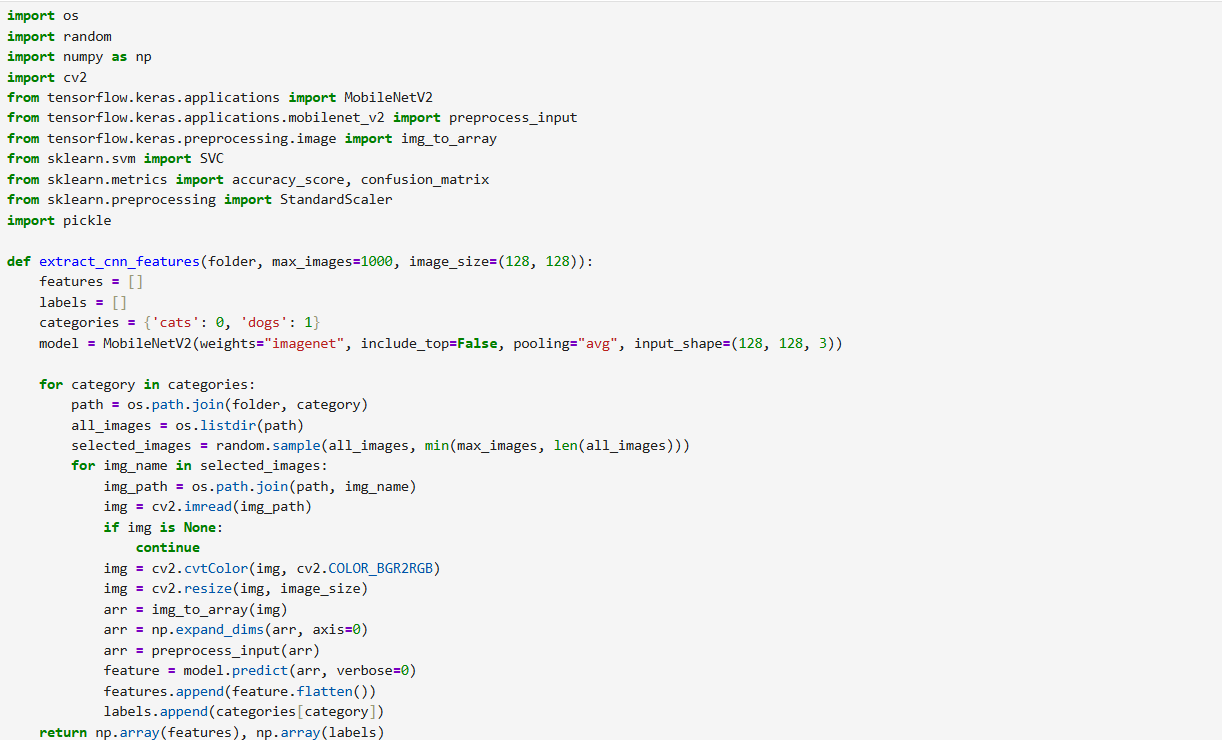 import os
import random
import numpy as np
import cv2
from tensorflow.keras.applications import MobileNetV2
from tensorflow.keras.applications.mobilenet_v2 import preprocess_input
from tensorflow.keras.preprocessing.image import img_to_array
from sklearn.svm import SVC
from sklearn.metrics import accuracy_score, confusion_matrix
from sklearn.preprocessing import StandardScaler
import pickle

def extract_cnn_features(folder, max_images=1000, image_size=(128, 128)):
    features = []
    labels = []
    categories = {'cats': 0, 'dogs': 1}
    model = MobileNetV2(weights="imagenet", include_top=False, pooling="avg", input_shape=(128, 128, 3))

    for category in categories:
        path = os.path.join(folder, category)
        all_images = os.listdir(path)
        selected_images = random.sample(all_images, min(max_images, len(all_images)))
        for img_name in selected_images:
            img_path = os.path.join(path, img_name)
            img = cv2.imread(img_path)
            if img is None:
                continue
            img = cv2.cvtColor(img, cv2.COLOR_BGR2RGB)
            img = cv2.resize(img, image_size)
            arr = img_to_array(img)
            arr = np.expand_dims(arr, axis=0)
            arr = preprocess_input(arr)
            feature = model.predict(arr, verbose=0)
            features.append(feature.flatten())
            labels.append(categories[category])
    return np.array(features), np.array(labels)